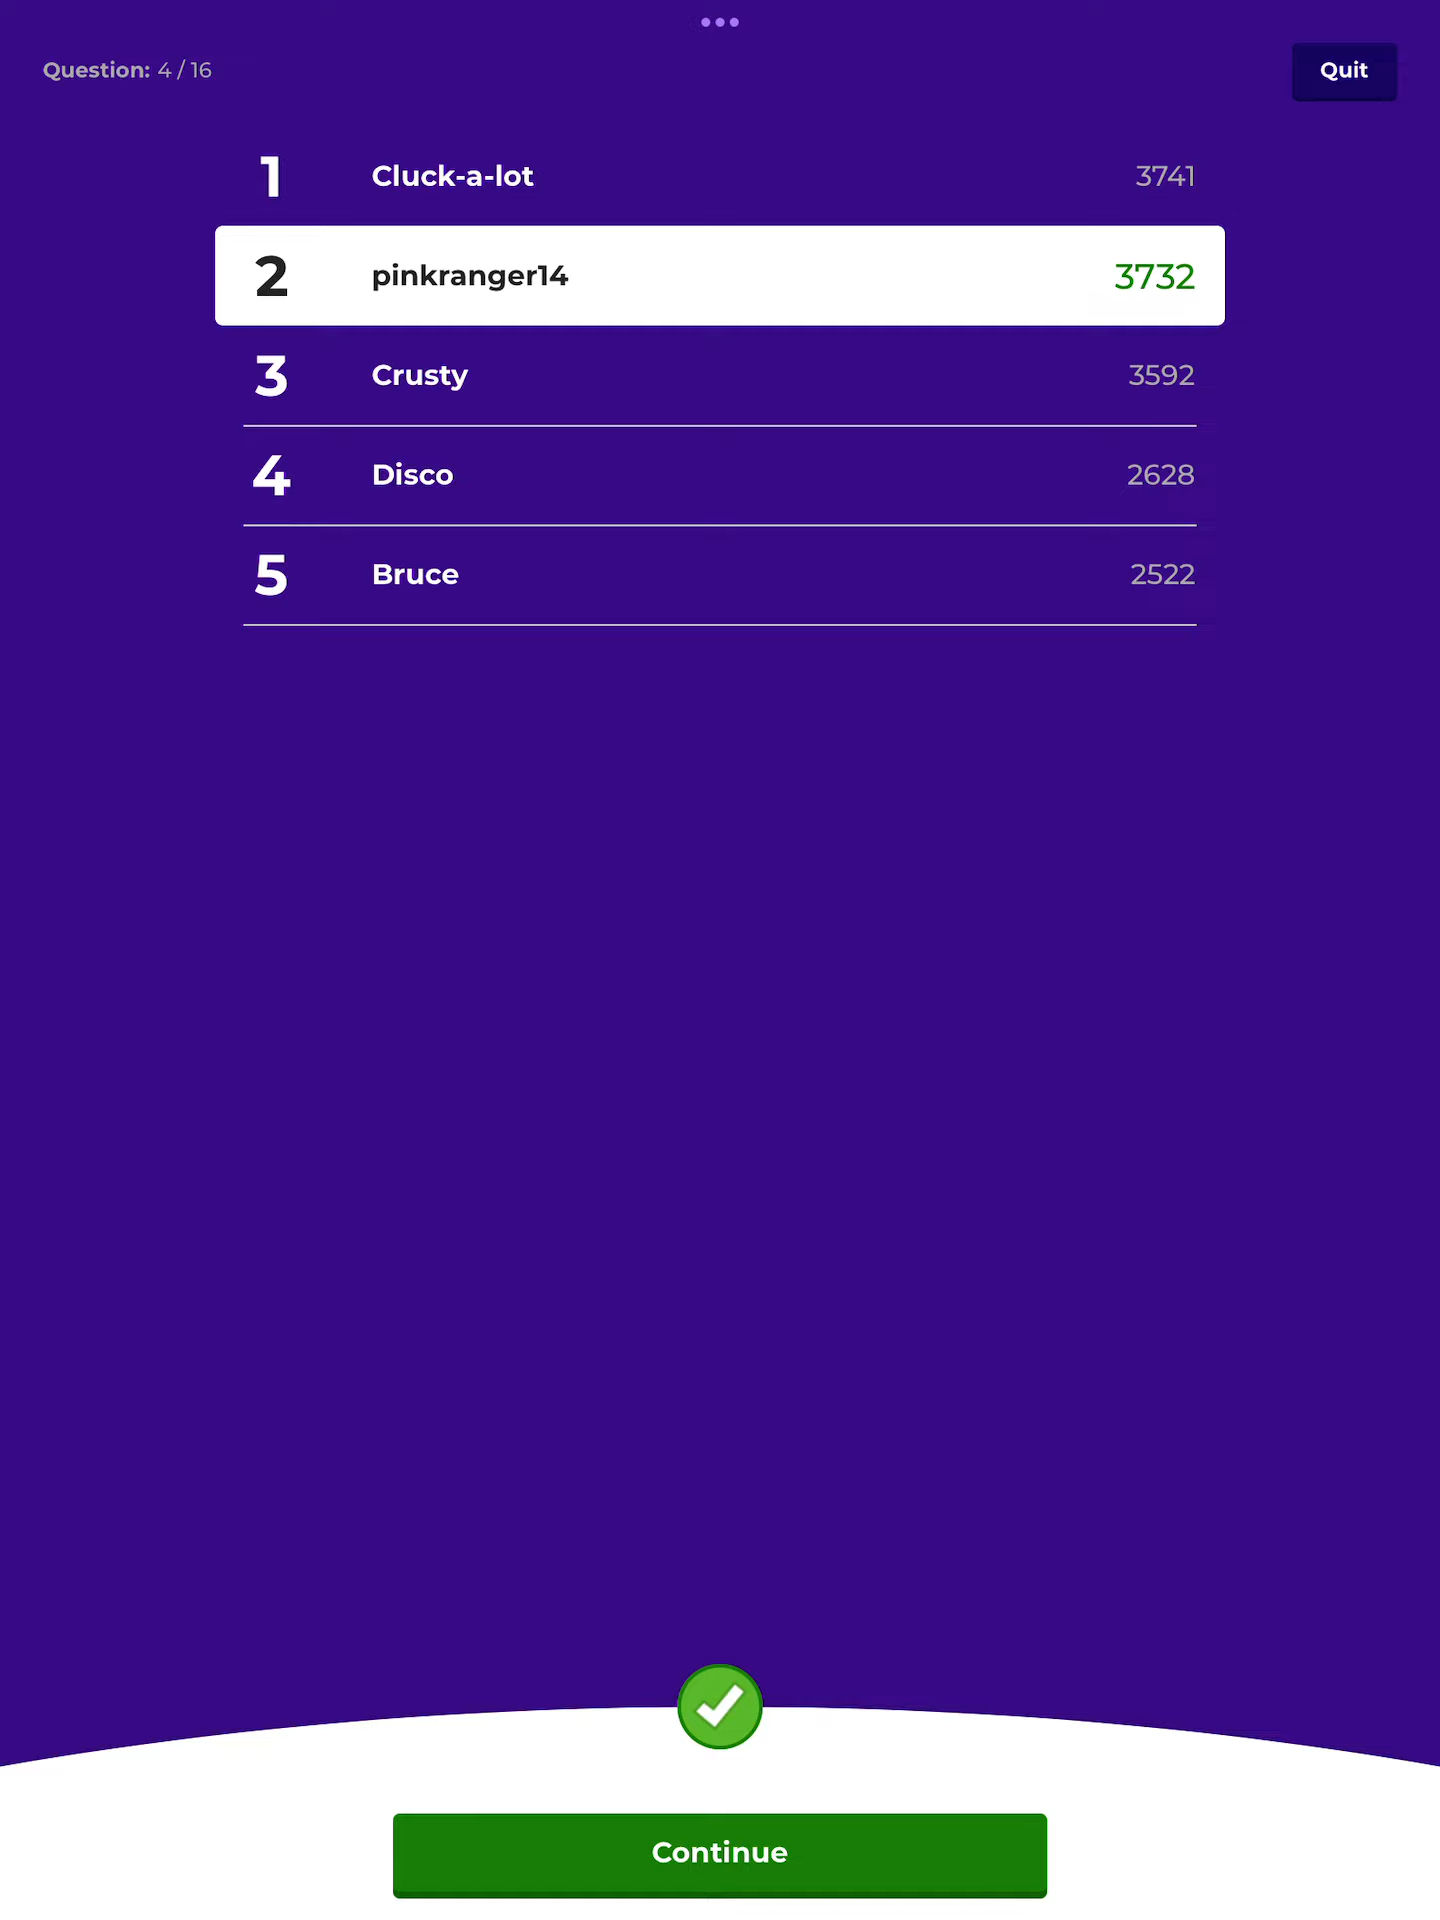 Question: 4 / 16
Quit
1 Cluck-a-lot 3741
2 pinkranger14 3732
3 Crusty 3592
4 Disco 2628
5 Bruce 2522
Continue